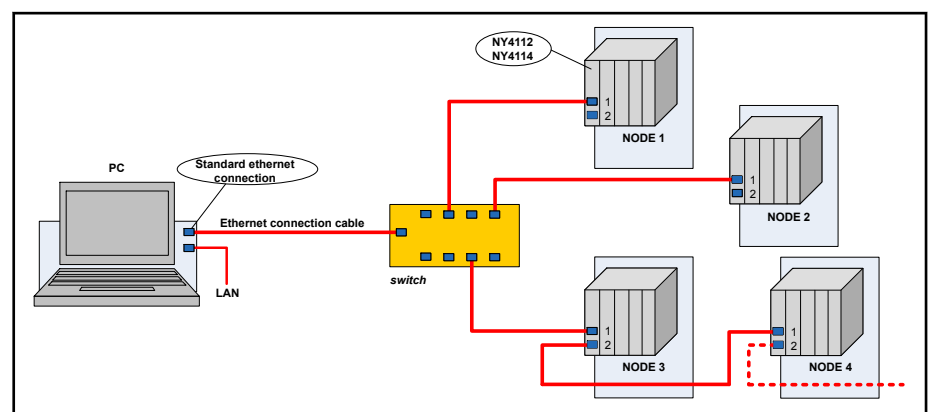 NY4112
NY4114
1
2
NODE 1
PC
Standard ethernet
connection
1
2
NODE 2
Ethernet connection cable
switch
LAN
1
2
NODE 3
1
2
NODE 4